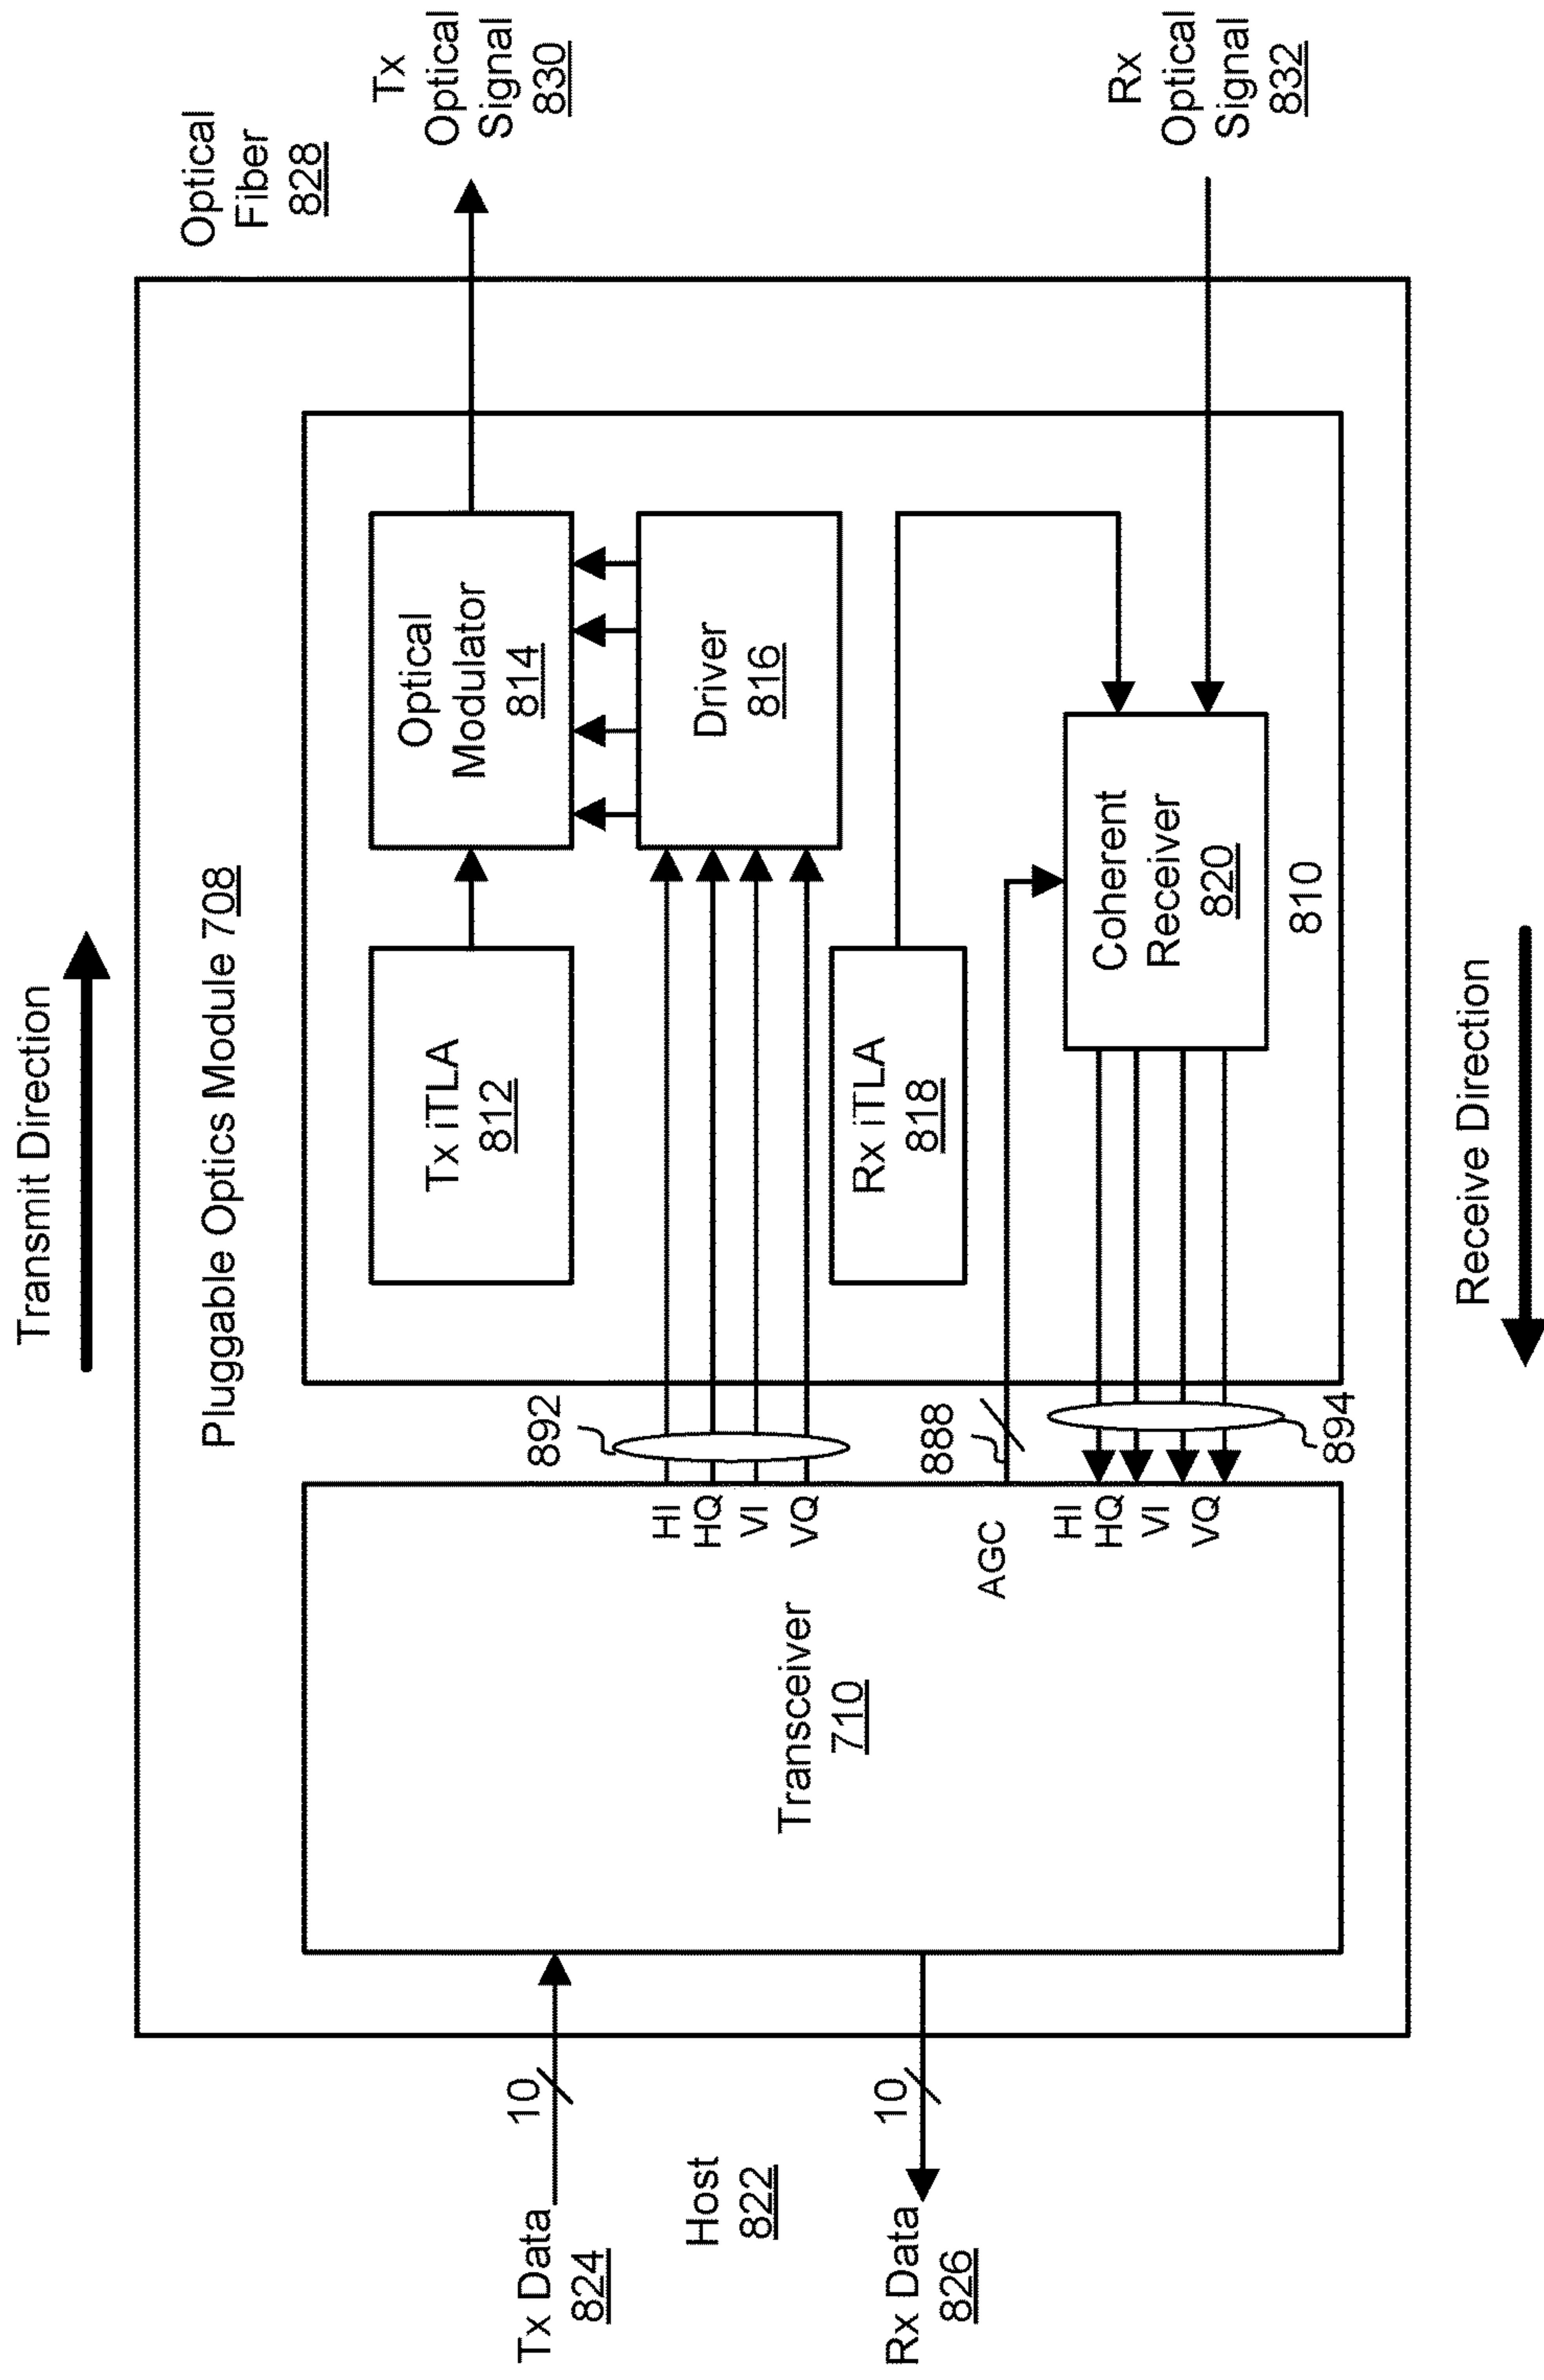 Transmit Direction
Pluggable Optics Module 708
Optical
Fiber
828
Tx Data
824
10
Host
822
Rx Data
826
10
Transceiver
710
HI
HQ
VI
VQ
AGC
HI
HQ
VI
VQ
892
888
894
Tx iTLA
812
Optical
Modulator
814
Driver
816
Rx iTLA
818
Coherent
Receiver
820
810
Tx
Optical
Signal
830
Rx
Optical
Signal
832
Receive Direction